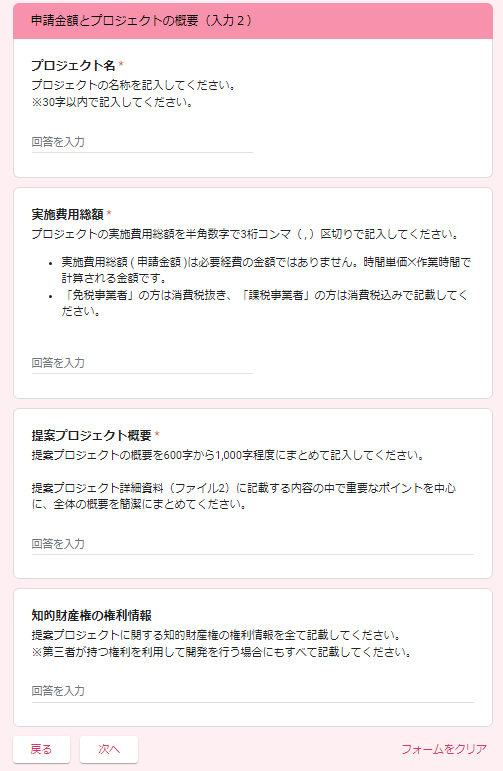 申請金額とプロジェクトの概要（入力２）
プロジェクト名 *
プロジェクトの名称を記入してください。
※30字以内で記入してください。
回答を入力
実施費用総額 *
プロジェクトの実施費用総額を半角数字で3桁コンマ（ , ）区切りで記入してください。
• 実施費用総額 ( 申請金額 )は必要経費の金額ではありません。時間単価×作業時間で
計算される金額です。
• 「免税事業者」の方は消費税抜き、「課税事業者」の方は消費税込みで記載してく
ださい。
回答を入力
提案プロジェクト概要 *
提案プロジェクトの概要を600字から1,000字程度にまとめて記入してください。
提案プロジェクト詳細資料（ファイル2）に記載する内容の中で重要なポイントを中心
に、全体の概要を簡潔にまとめてください。
回答を入力
知的財産権の権利情報
提案プロジェクトに関する知的財産権の権利情報を全て記載してください。
※第三者が持つ権利を利用して開発を行う場合にもすべて記載してください。
回答を入力
戻る 次へ フォームをクリア